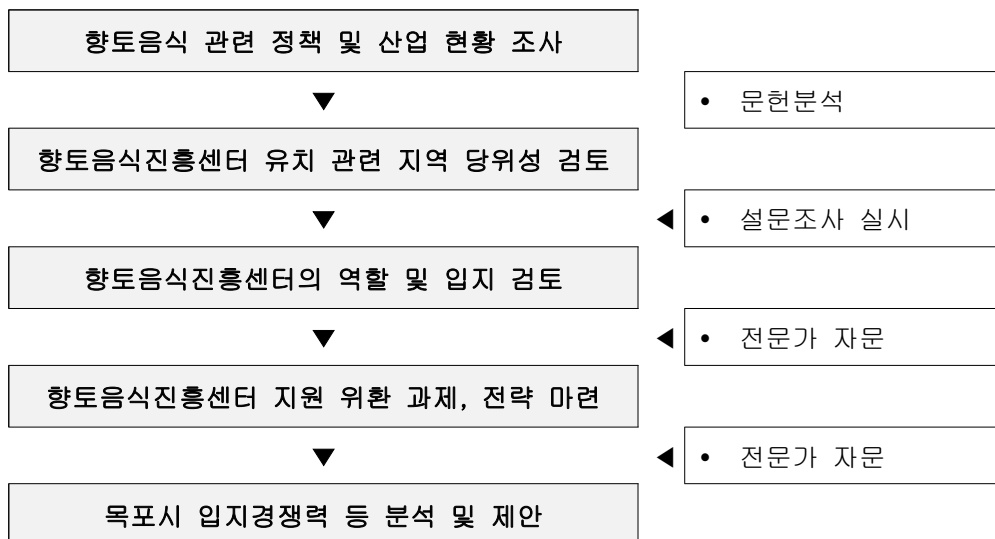 향토음식 관련 정책 및 산업 현황 조사
▼
• 문헌분석
향토음식진흥센터 유치 관련 지역 당위성 검토
▼
◀ • 설문조사 실시
향토음식진흥센터의 역할 및 입지 검토
▼
◀ • 전문가 자문
향토음식진흥센터 지원 위환 과제, 전략 마련
▼
◀ • 전문가 자문
목포시 입지경쟁력 등 분석 및 제안